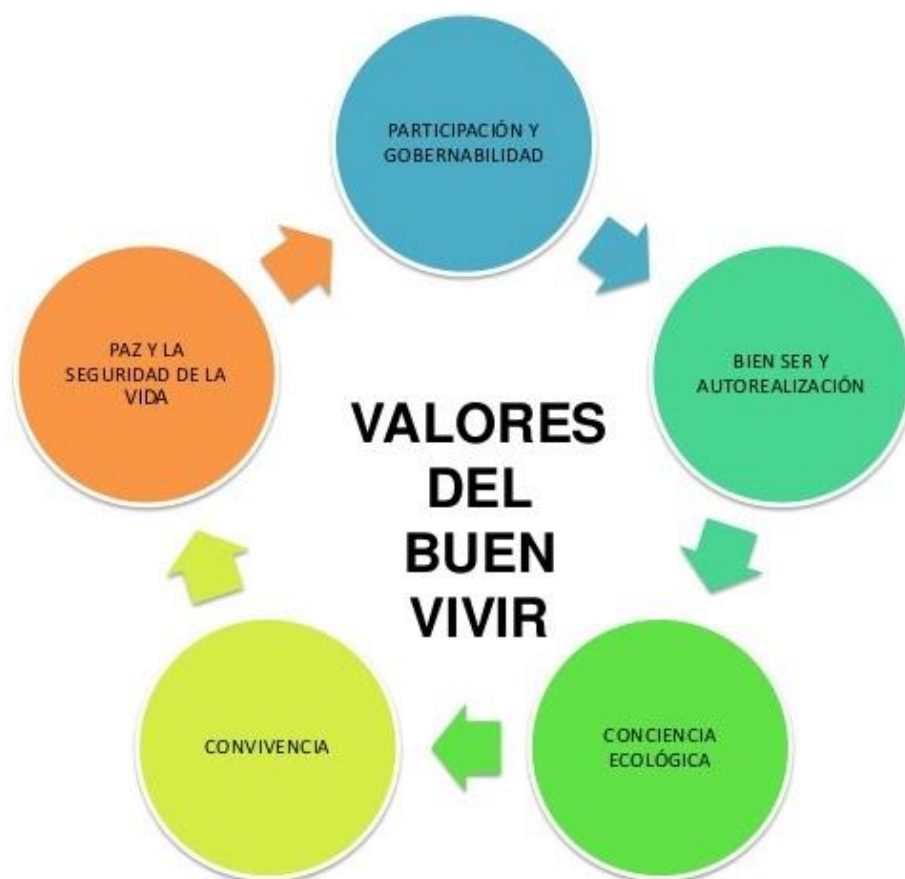 PARTICIPACIÓN Y
GOBERNABILIDAD
BIEN SER Y
AUTOREALIZACIÓN
CONCIENCIA
ECOLÓGICA
CONVIVENCIA
PAZ Y LA
SEGURIDAD DE LA
VIDA
VALORES
DEL
BUEN
VIVIR